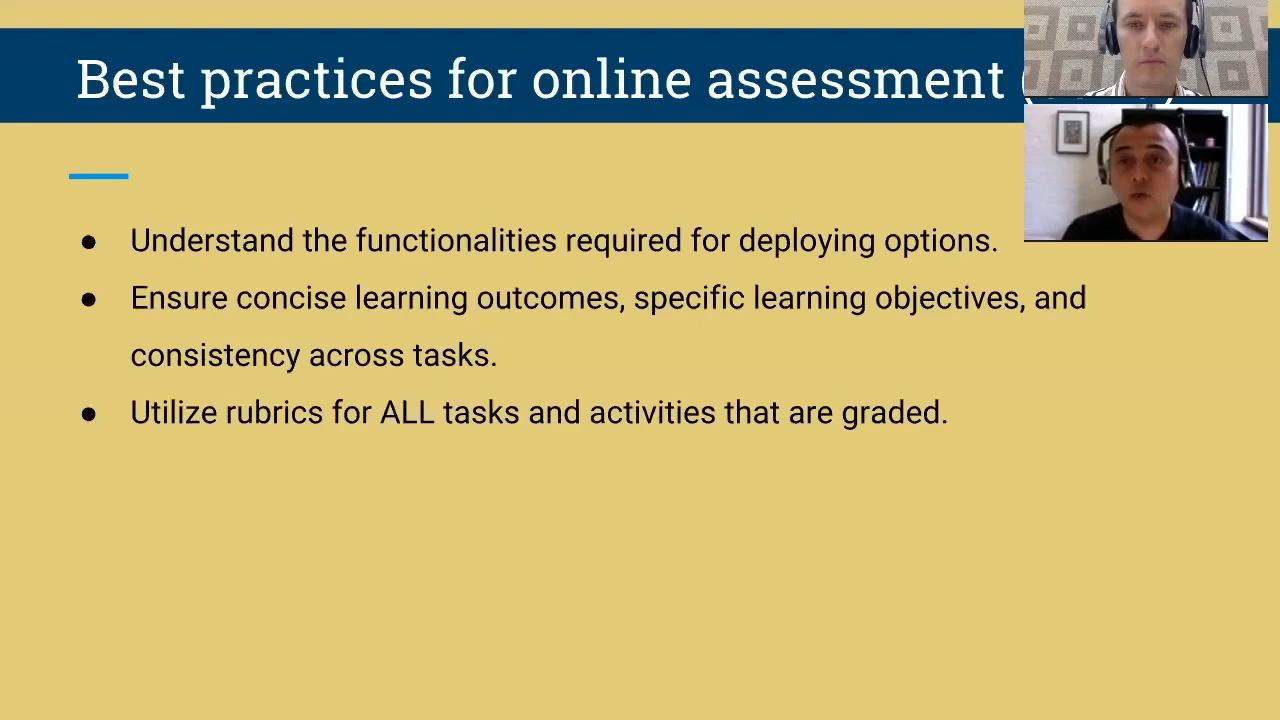 Best practices for online assessment
● Understand the functionalities required for deploying options.
● Ensure concise learning outcomes, specific learning objectives, and
consistency across tasks.
● Utilize rubrics for ALL tasks and activities that are graded.